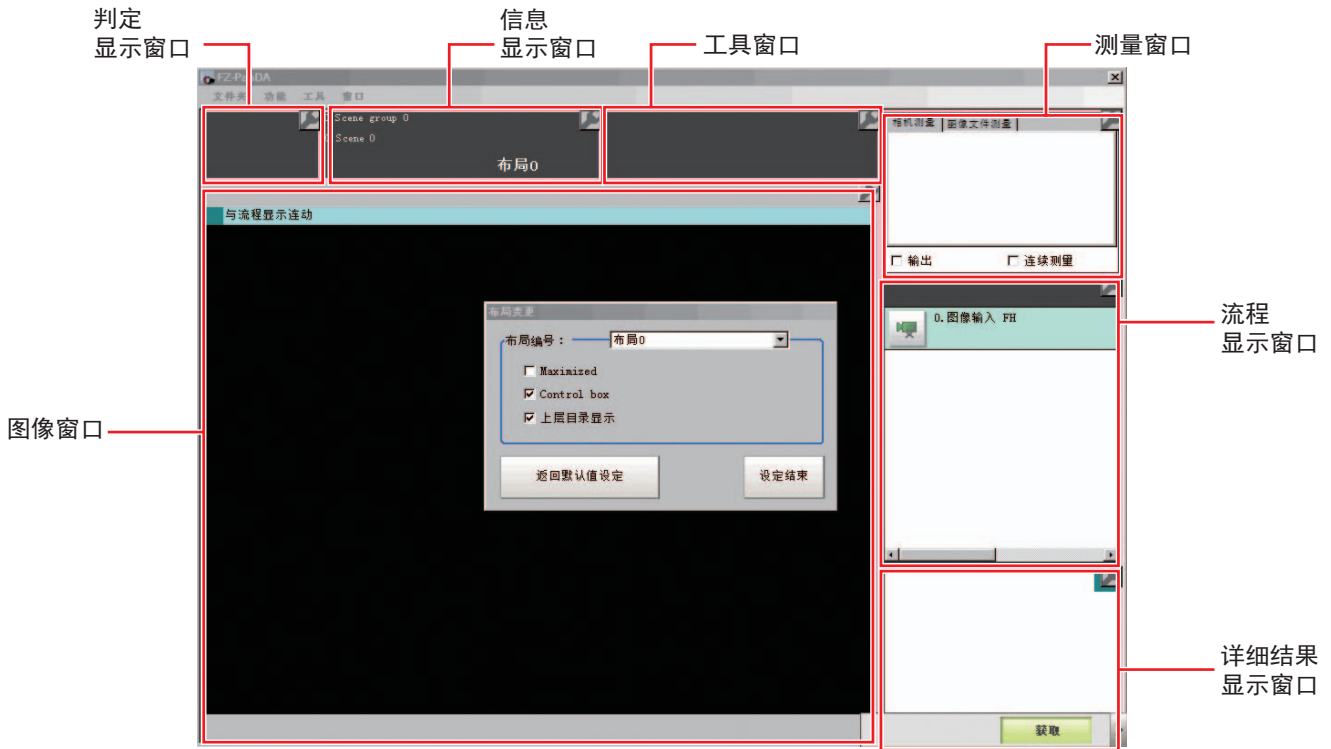 判定
显示窗口
信息
显示窗口
工具窗口
测量窗口
FZ-PanDA
文件夹 功能 工具 窗口
Scene group 0
Scene 0
布局0
相机测量 图像文件测量
与流程显示连动
输出 连续测量
流程
显示窗口
0.图像输入 FH
布局变更
布局编号： 布局0
Maximized
Control box
上层目录显示
返回默认值设定 设定结束
图像窗口
详细结果
显示窗口
获取